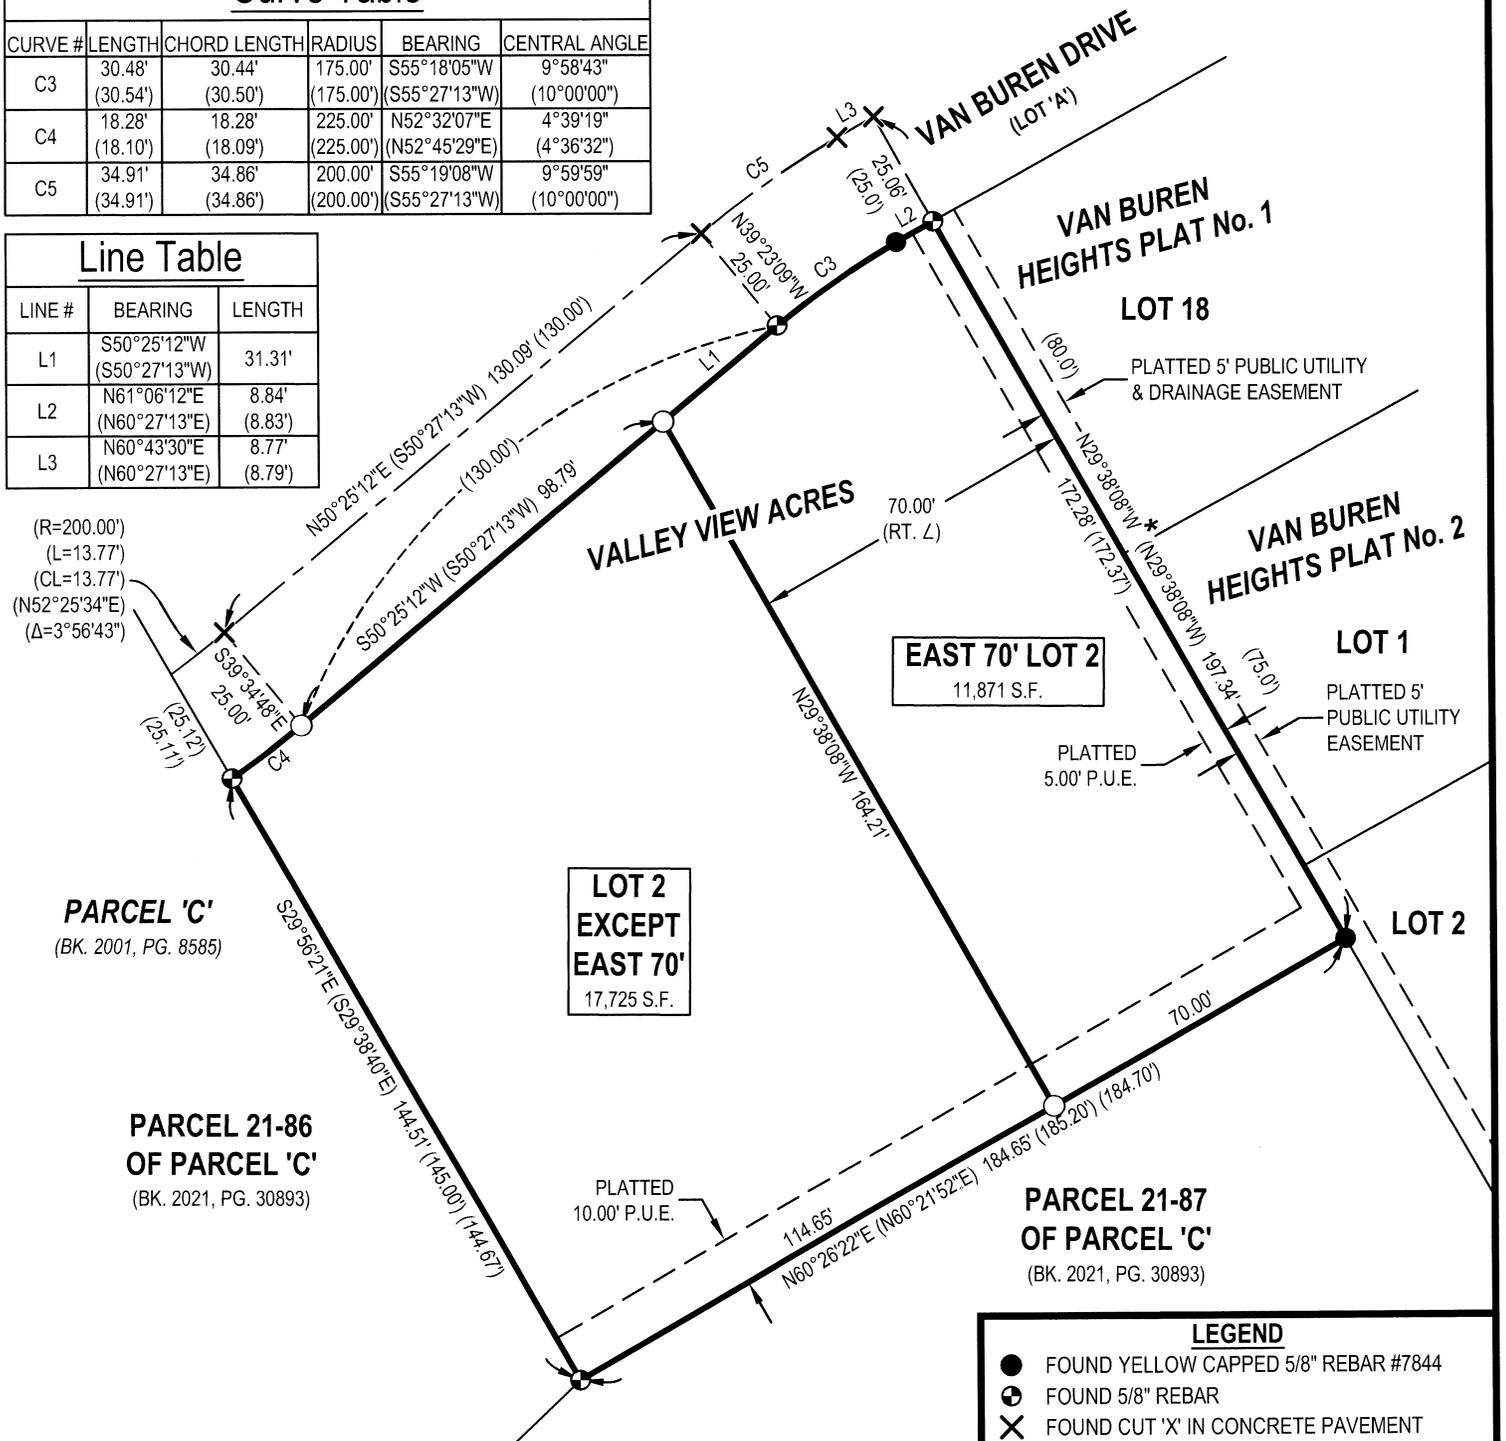 Curve Table
CURVE # LENGTH CHORD LENGTH RADIUS BEARING CENTRAL ANGLE
C3 30.48' 30.44' 175.00' S55°18'05"W 9°58'43"
(30.54') (30.50') (175.00') (S55°27'13"W) (10°00'00")
C4 18.28' 18.28' 225.00' N52°32'07"E 4°39'19"
(18.10') (18.09') (225.00') (N52°45'29"E) (4°36'32")
C5 34.91' 34.86' 200.00' S55°19'08"W 9°59'59"
(34.91') (34.86') (200.00') (S55°27'13"W) (10°00'00")
Line Table
LINE # BEARING LENGTH
L1 S50°25'12"W 31.31'
(S50°27'13"W)
L2 N61°06'12"E 8.84'
(N60°27'13"E) (8.83')
L3 N60°43'30"E 8.77'
(N60°27'13"E) (8.79')
VAN BUREN DRIVE
(LOT 'A')
L3
C5
25.06'
(25.0')
L2
N39°23'09"W
25.00'
C3
L1
VAN BUREN
HEIGHTS PLAT No. 1
LOT 18
(80.0')
PLATTED 5' PUBLIC UTILITY
& DRAINAGE EASEMENT
N50°25'12"E (S50°27'13"W) 130.09' (130.00')
(130.00')
S50°25'12"W (S50°27'13"W) 98.79'
(R=200.00')
(L=13.77')
(CL=13.77')
(N52°25'34"E)
(Δ=3°56'43")
S39°34'48"E
25.00'
(25.12')
(25.11')
C4
VALLEY VIEW ACRES
70.00'
(RT. ∠)
N29°38'08"W * (N29°38'08"W) 197.34'
172.28' (172.37')
VAN BUREN
HEIGHTS PLAT No. 2
LOT 1
(75.0')
PLATTED 5'
PUBLIC UTILITY
EASEMENT
EAST 70' LOT 2
11,871 S.F.
PLATTED
5.00' P.U.E.
N29°38'08"W 164.21'
LOT 2
EXCEPT
EAST 70'
17,725 S.F.
PARCEL 'C'
(BK. 2001, PG. 8585)
S29°56'21"E (S29°38'40"E) 144.51' (145.00') (144.67')
LOT 2
70.00'
PARCEL 21-86
OF PARCEL 'C'
(BK. 2021, PG. 30893)
PLATTED
10.00' P.U.E.
114.65'
N60°26'22"E (N60°21'52"E) 184.65' (185.20') (184.70')
PARCEL 21-87
OF PARCEL 'C'
(BK. 2021, PG. 30893)
LEGEND
FOUND YELLOW CAPPED 5/8" REBAR #7844
FOUND 5/8" REBAR
FOUND CUT 'X' IN CONCRETE PAVEMENT